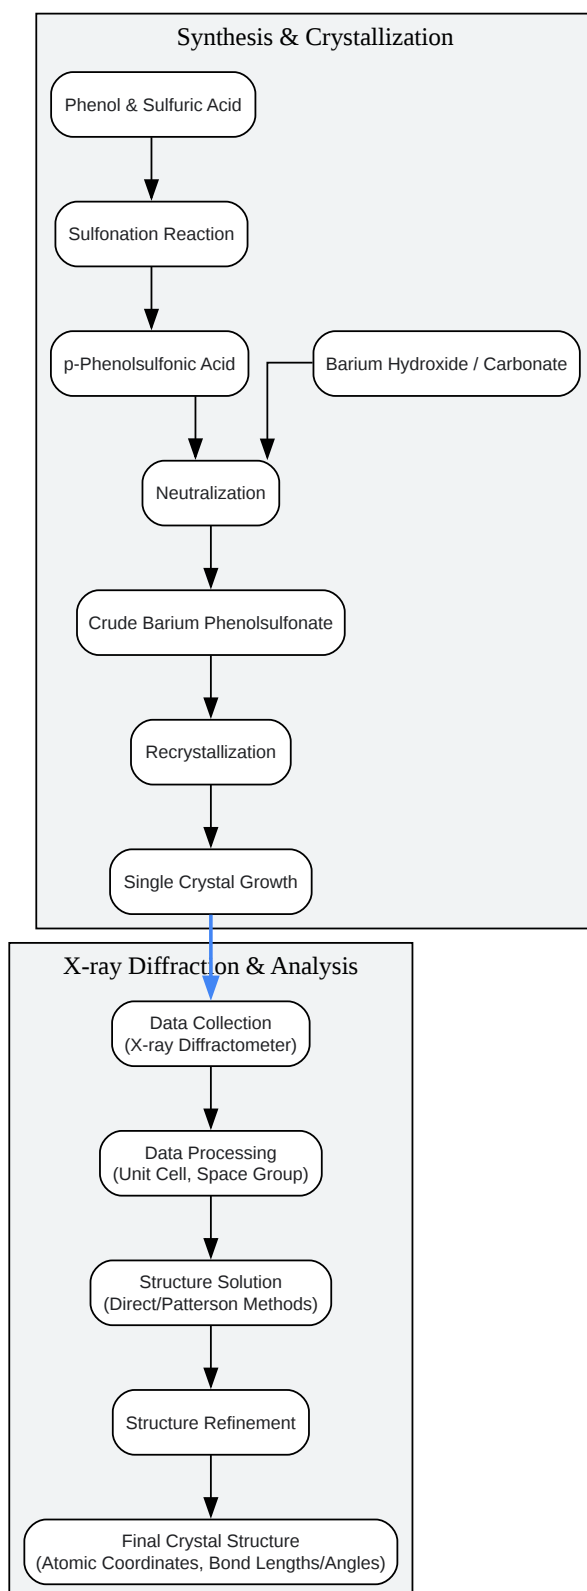 Synthesis & Crystallization
Phenol & Sulfuric Acid
Sulfonation Reaction
p-Phenolsulfonic Acid
Barium Hydroxide / Carbonate
Neutralization
Crude Barium Phenolsulfonate
Recrystallization
Single Crystal Growth
X-ray Diffraction & Analysis
Data Collection
(X-ray Diffractometer)
Data Processing
(Unit Cell, Space Group)
Structure Solution
(Direct/Patterson Methods)
Structure Refinement
Final Crystal Structure
(Atomic Coordinates, Bond Lengths/Angles)